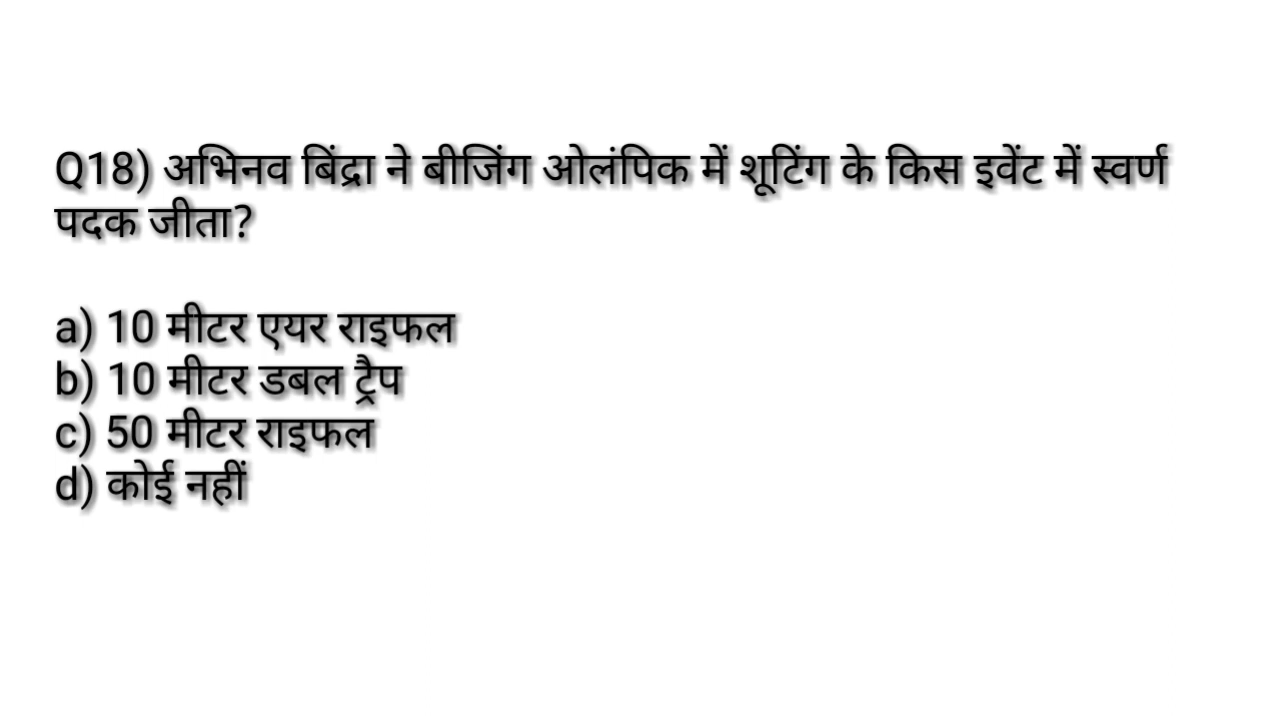 Q18) अभिनव बिंद्रा ने बीजिंग ओलंपिक में शूटिंग के किस इवेंट में स्वर्ण
पदक जीता?
a) 10 मीटर एयर राइफल
b) 10 मीटर डबल ट्रैप
c) 50 मीटर राइफल
d) कोई नहीं